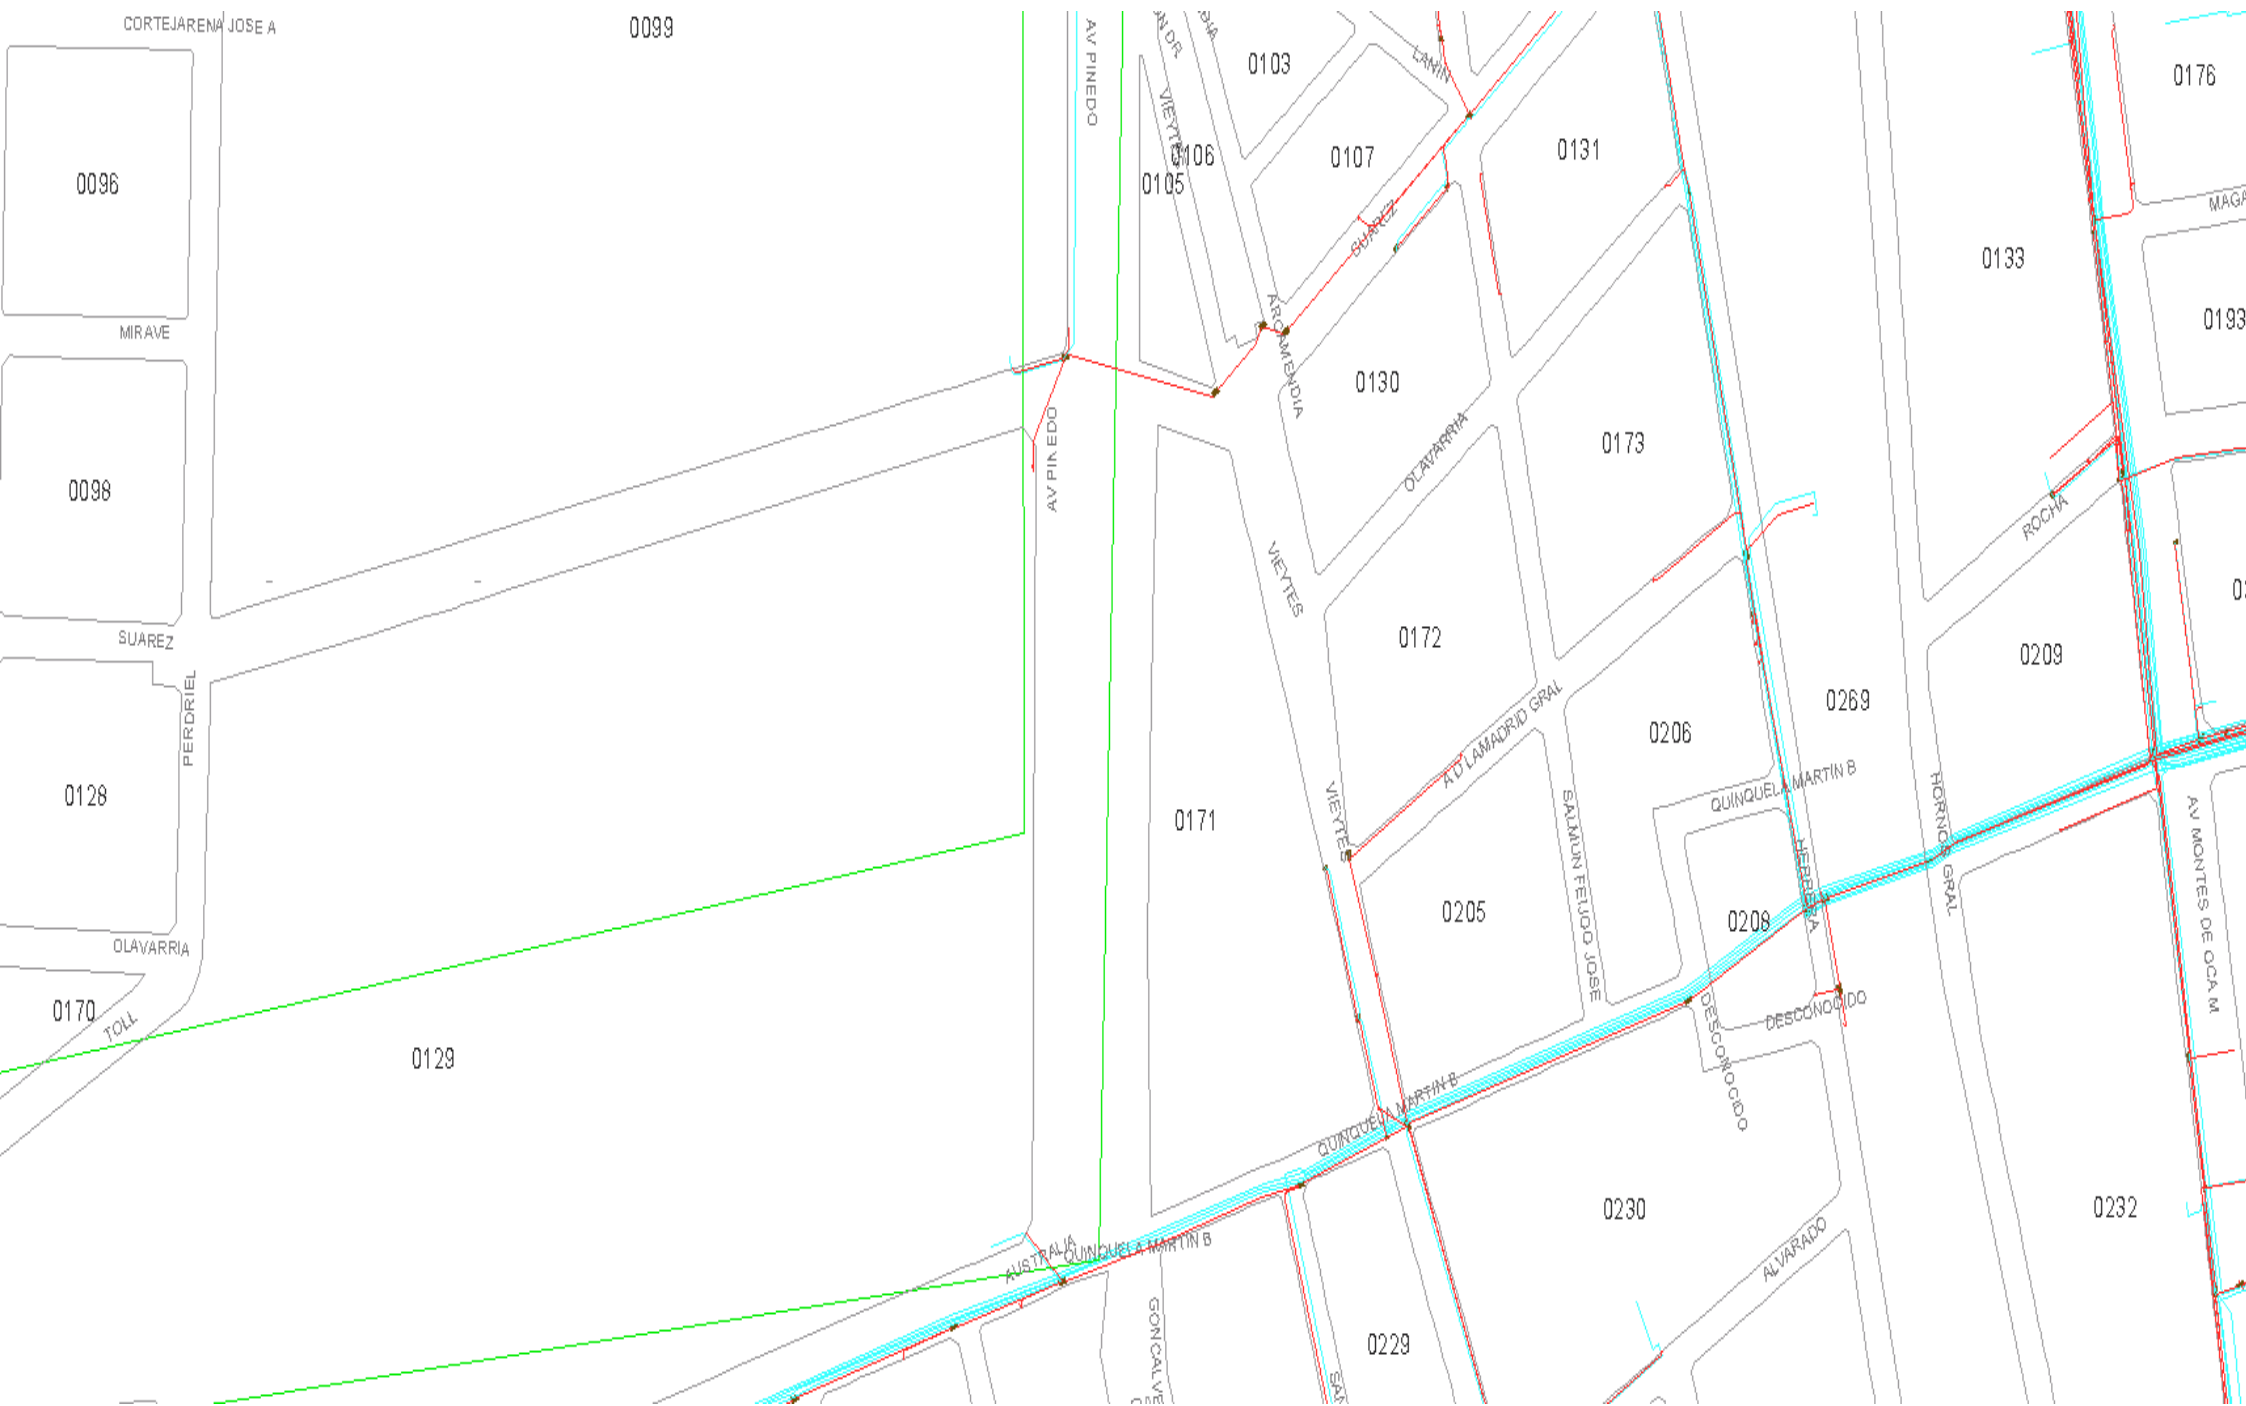 CORTEJARENA JOSE A
0099
AV PINEDO
LANIN
0103
0176
0096
VIEYTES
0106
0105
0107
0131
MAGA
SUAREZ
0133
0193
MIRAVE
ARCAMENDIA
0130
AV PINEDO
OLAVARRIA
0173
0098
ROCHA
VIEYTES
SUAREZ
0172
0209
PERDRIEL
A D LAMADRID GRAL
0269
0206
0128
0171
VIEYTES
SALMUN FEIJOO JOSE
QUINQUELA MARTIN B
HORNOS GRAL
AV MONTES DE OCA M
HERRERA
0205
0208
OLAVARRIA
0170
TOLL
DESCONOCIDO
DESCONOCIDO
0129
QUINQUELA MARTIN B
0230
0232
AUSTRALIA
QUINQUELA MARTIN B
ALVARADO
GONCALVE
0229
SAN